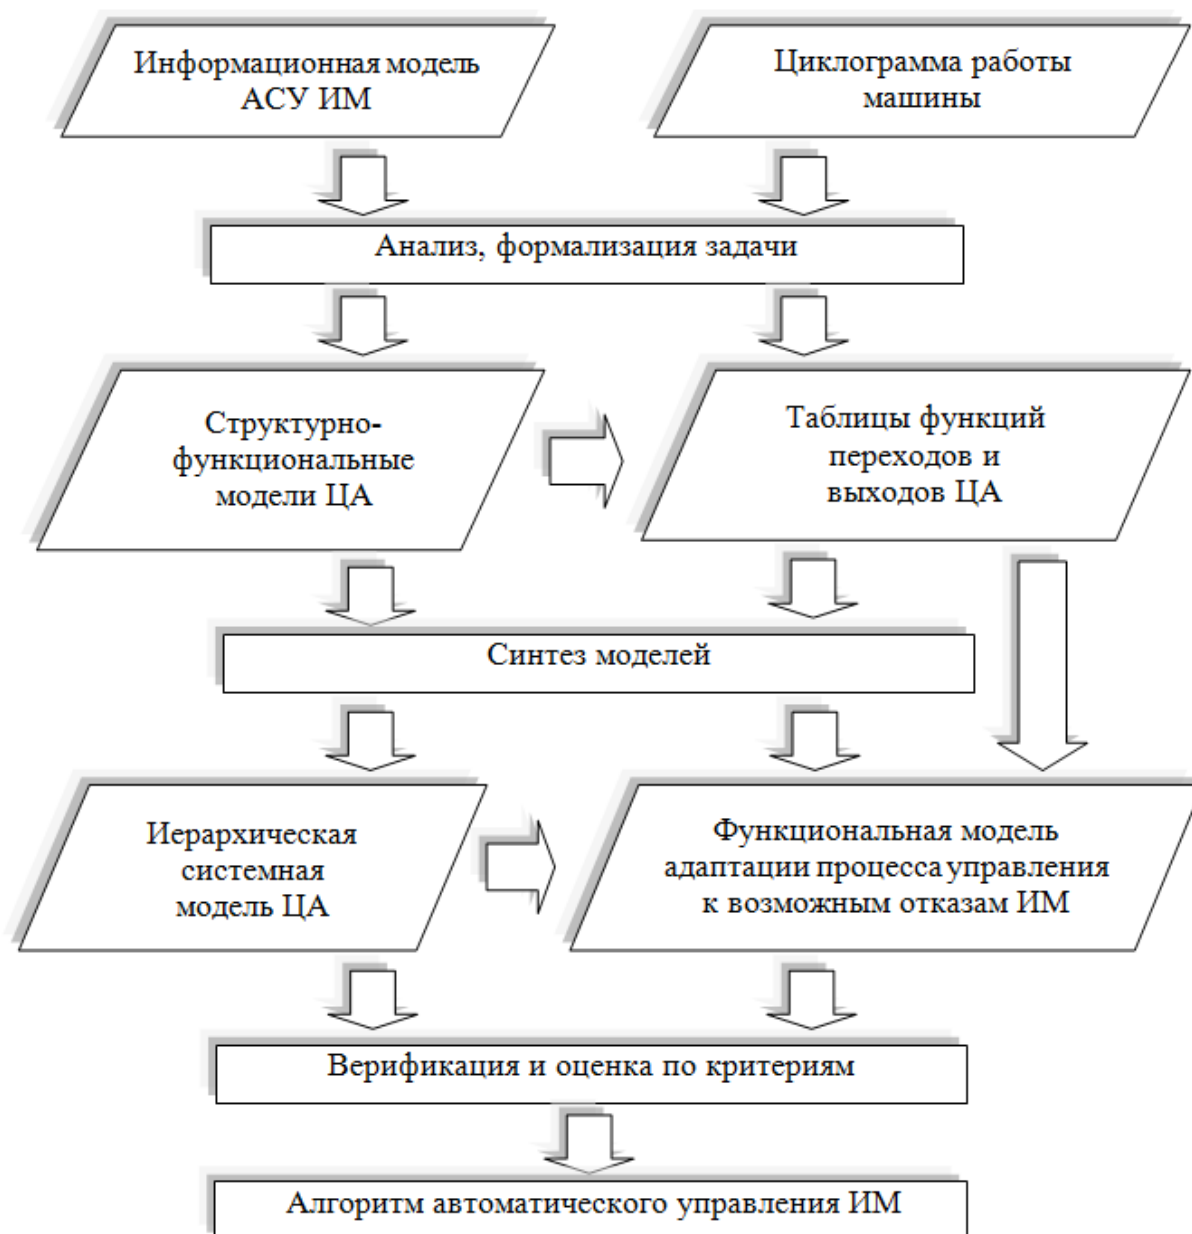 Информационная модель
АСУ ИМ
Циклограмма работы
машины
Анализ, формализация задачи
Структурно-
функциональные
модели ЦА
Таблицы функций
переходов и
выходов ЦА
Синтез моделей
Иерархическая
системная
модель ЦА
Функциональная модель
адаптации процесса управления
к возможным отказам ИМ
Верификация и оценка по критериям
Алгоритм автоматического управления ИМ